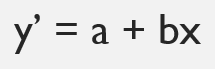 y’ = a + bx